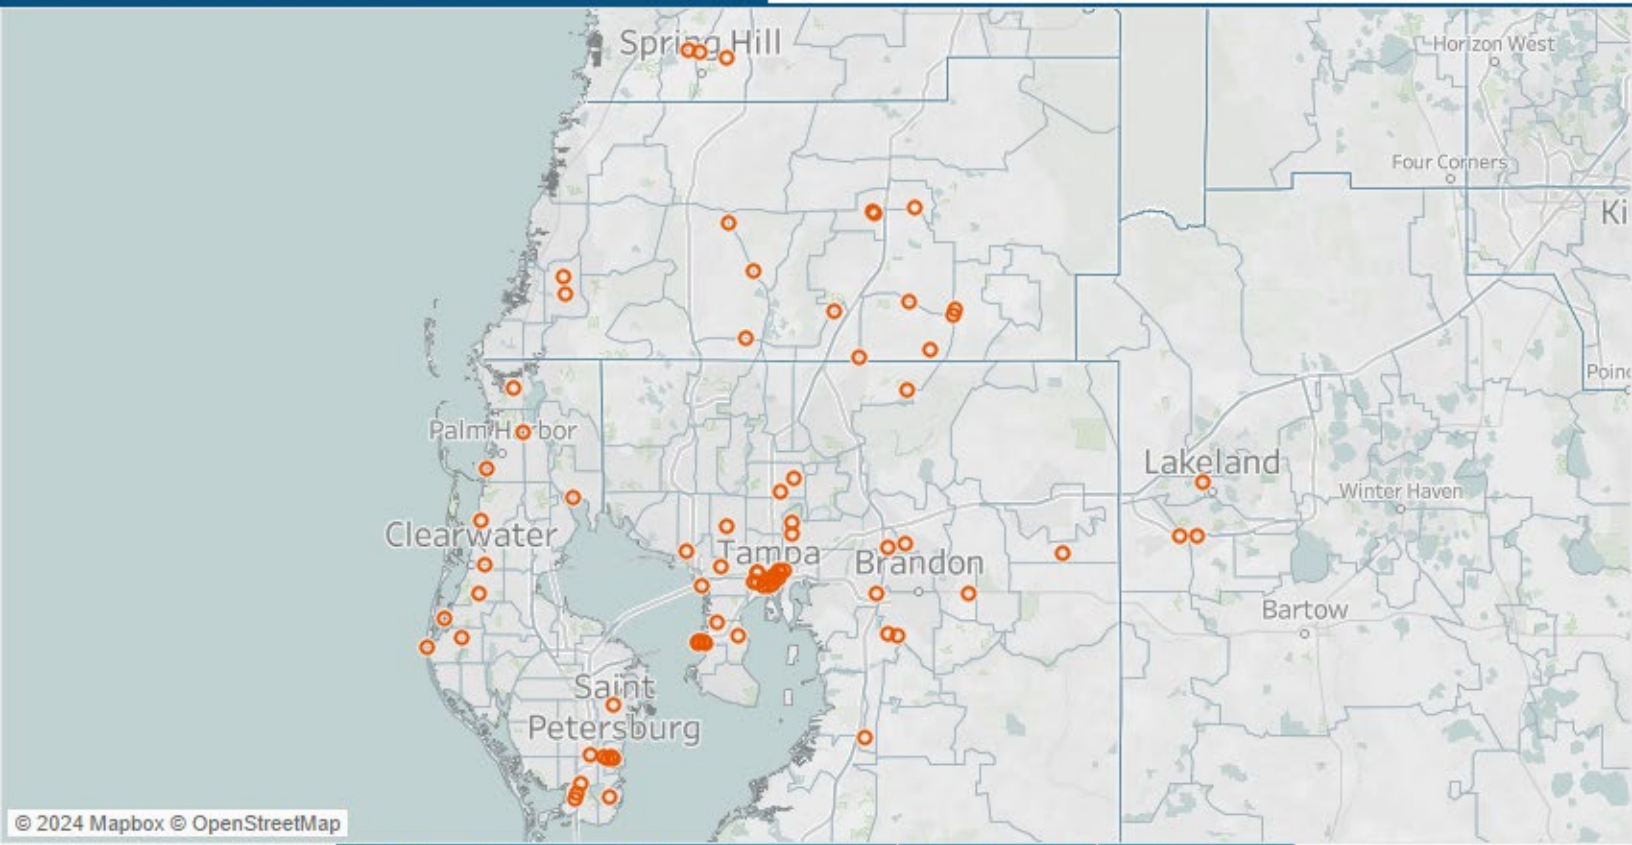 Spring Hill
Horizon West
Four Corners
Ki
Poin
Palm Harbor
Lakeland
Winter Haven
Clearwater
Tampa
Brandon
Bartow
Saint
Petersburg
© 2024 Mapbox © OpenStreetMap